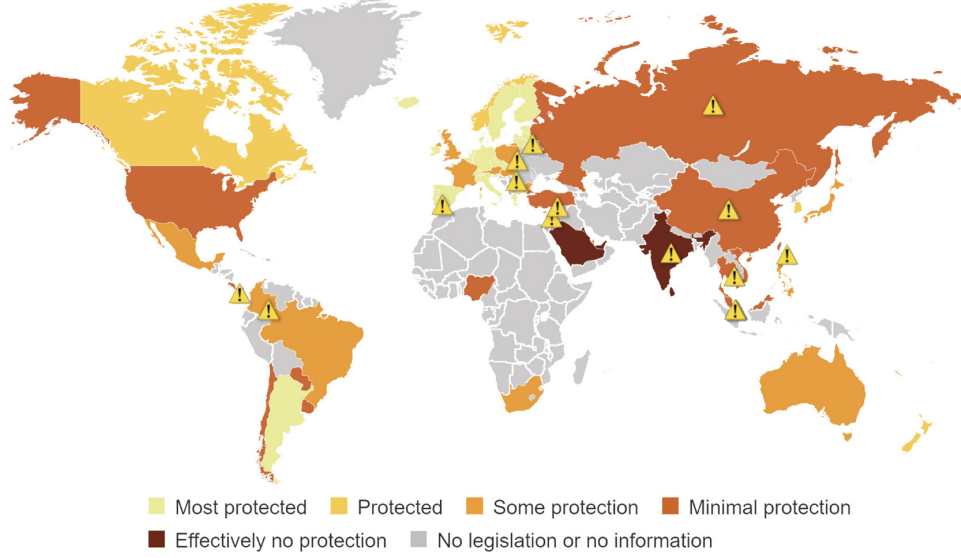 Most protected Protected Some protection Minimal protection
Effectively no protection No legislation or no information